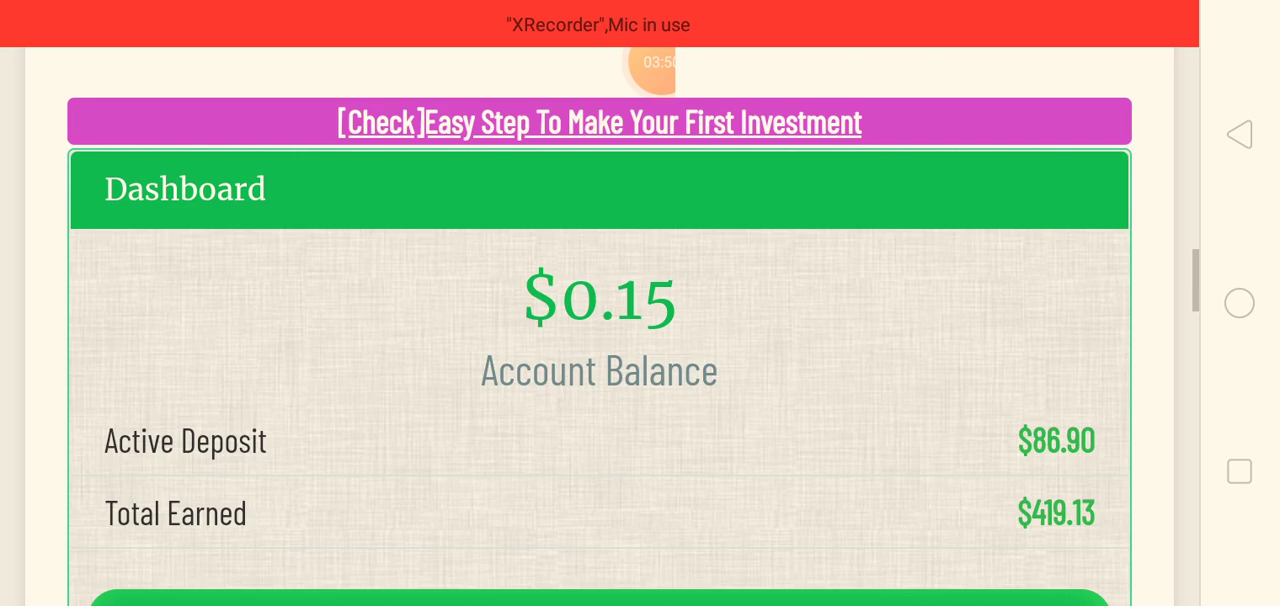 "XRecorder",Mic in use
[Check]Easy Step To Make Your First Investment
Dashboard
$0.15
Account Balance
Active Deposit $86.90
Total Earned $419.13